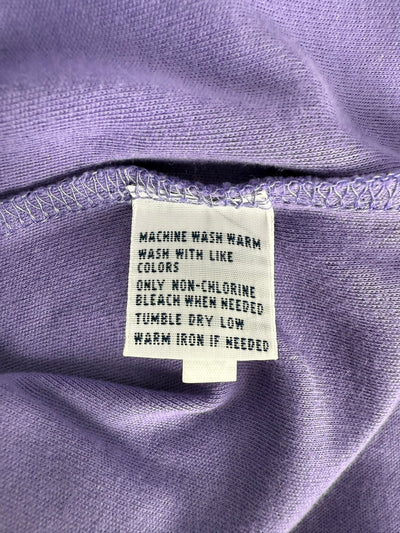 MACHINE WASH WARM
WASH WITH LIKE
COLORS
ONLY NON-CHLORINE
BLEACH WHEN NEEDED
TUMBLE DRY LOW
WARM IRON IF NEEDED